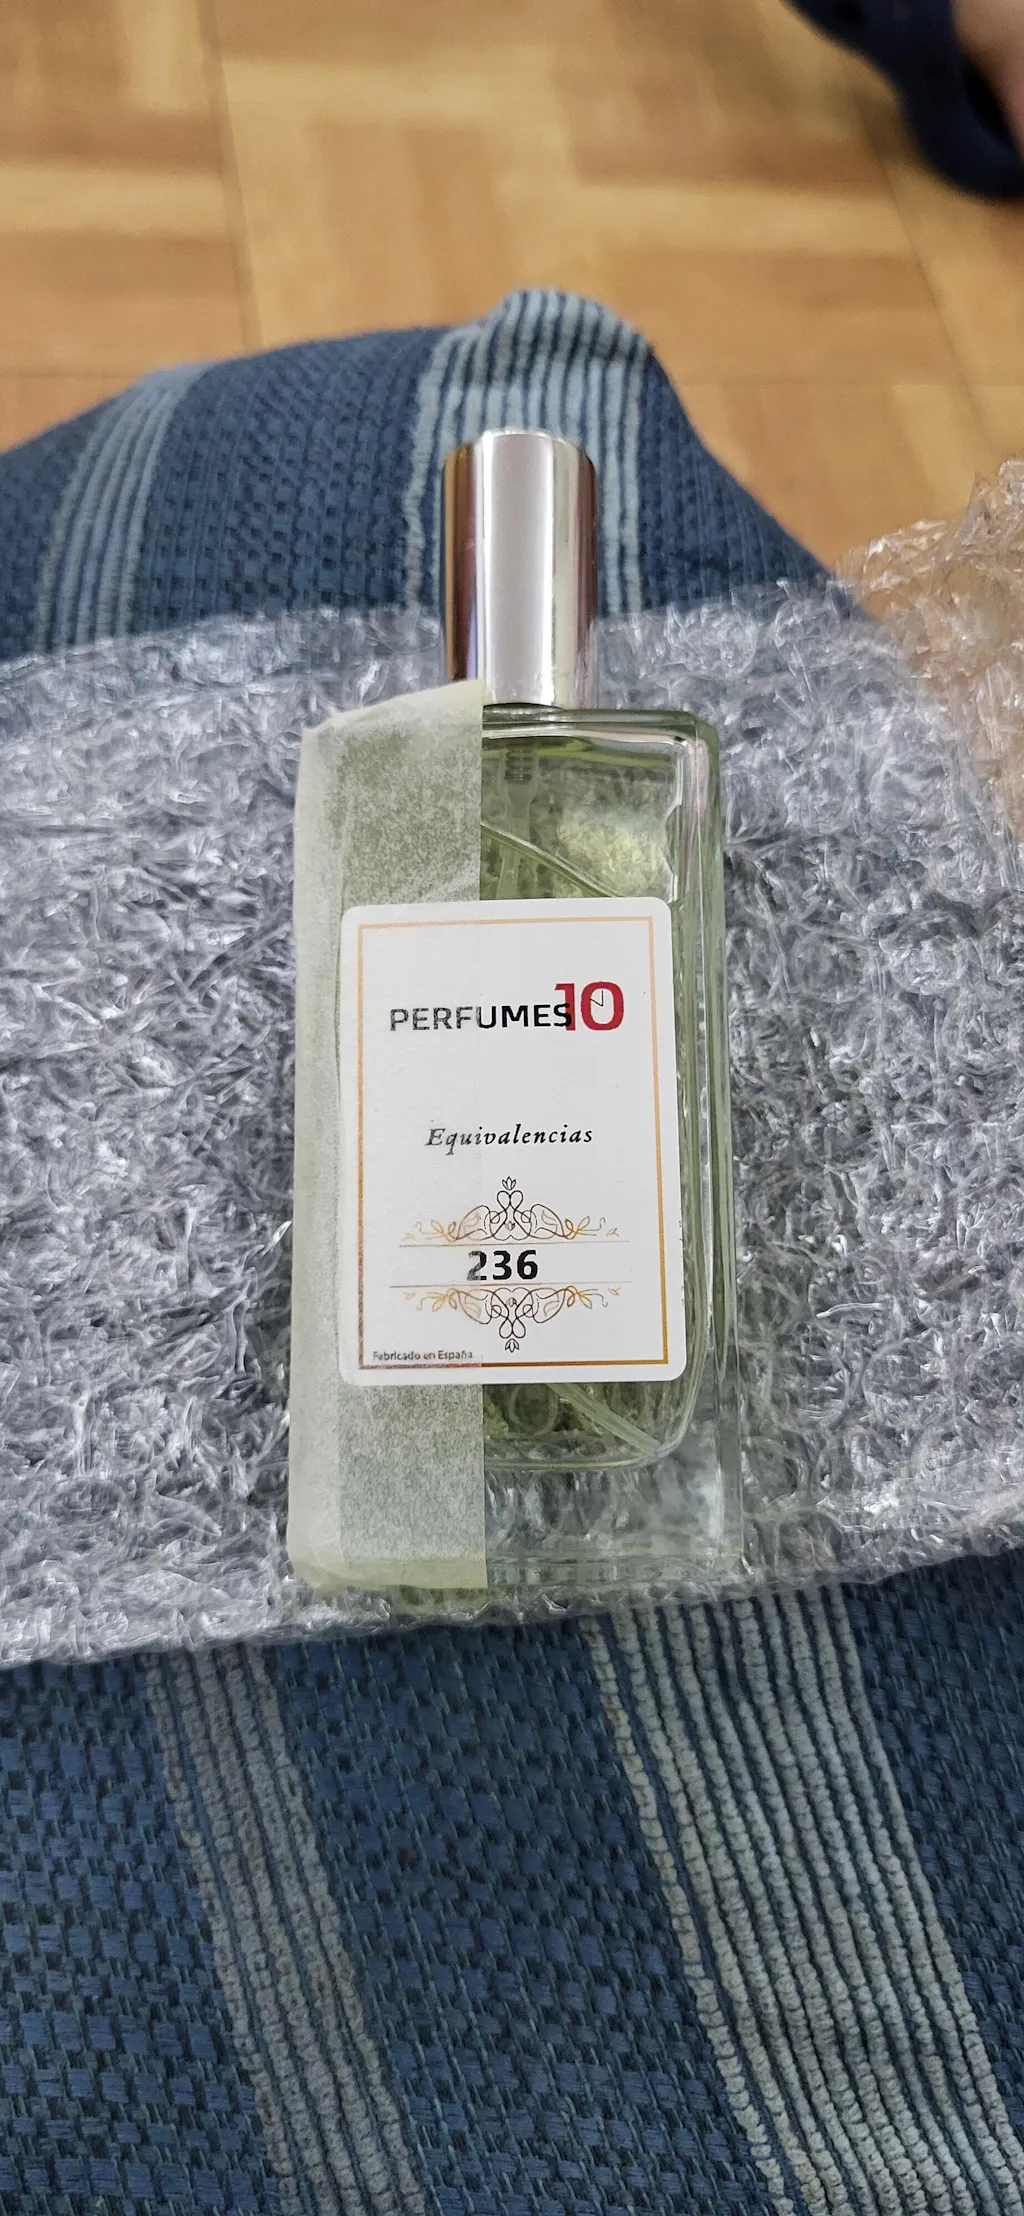 PERFUMES10
Equivalencias
236
Fabricado en España